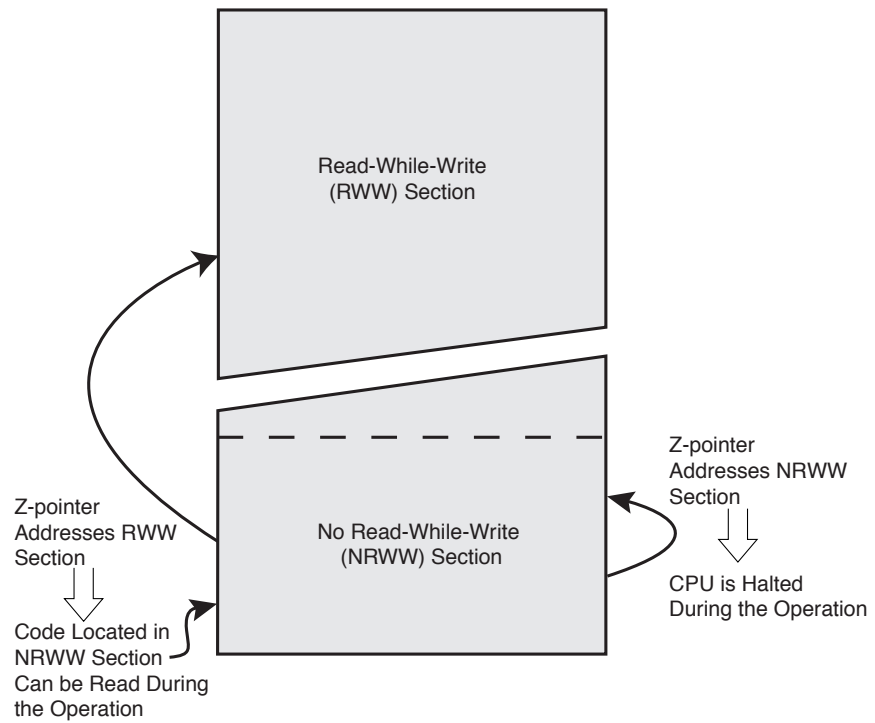 Read-While-Write
(RWW) Section
Z-pointer
Addresses RWW
Section
Code Located in
NRWW Section
Can be Read During
the Operation
No Read-While-Write
(NRWW) Section
Z-pointer
Addresses NRWW
Section
CPU is Halted
During the Operation